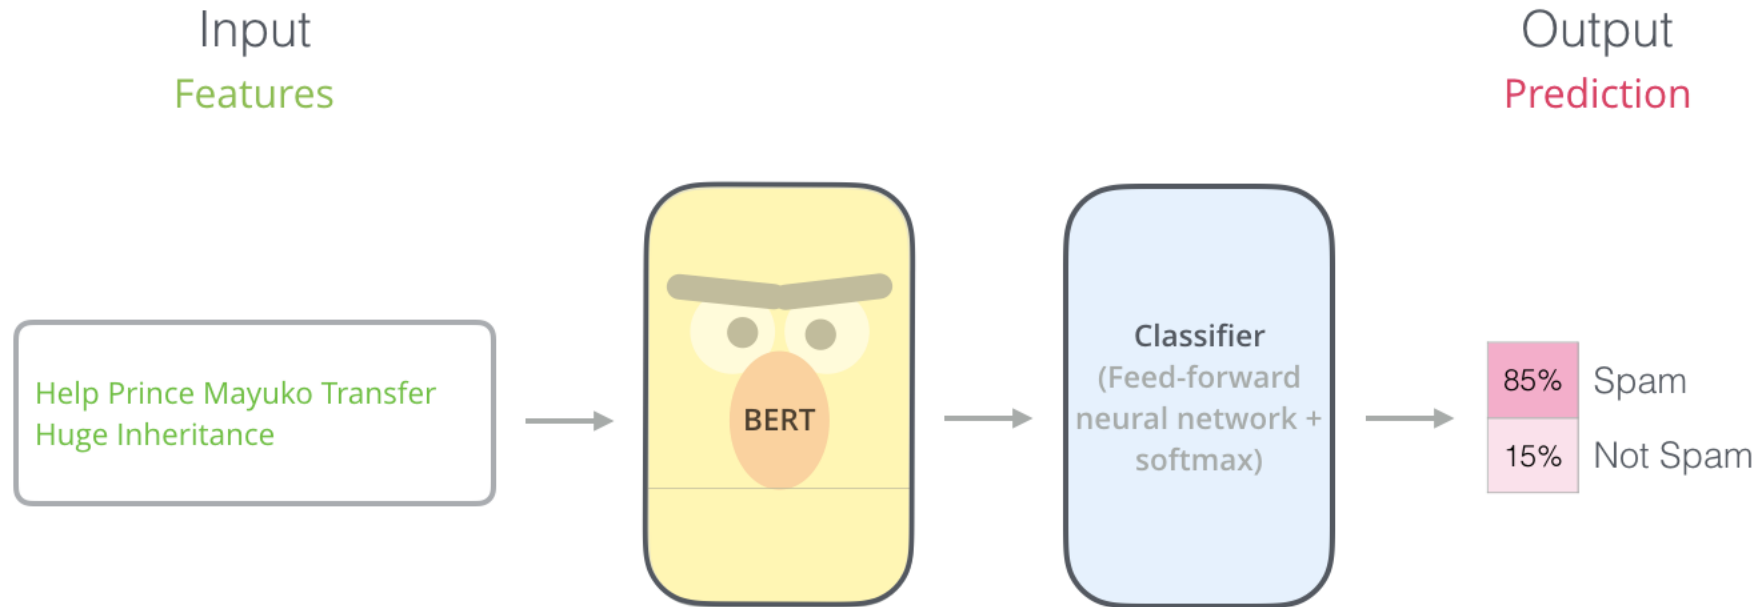 Input
Features
Output
Prediction
Help Prince Mayuko Transfer
Huge Inheritance
BERT
Classifier
(Feed-forward
neural network +
softmax)
85% Spam
15% Not Spam